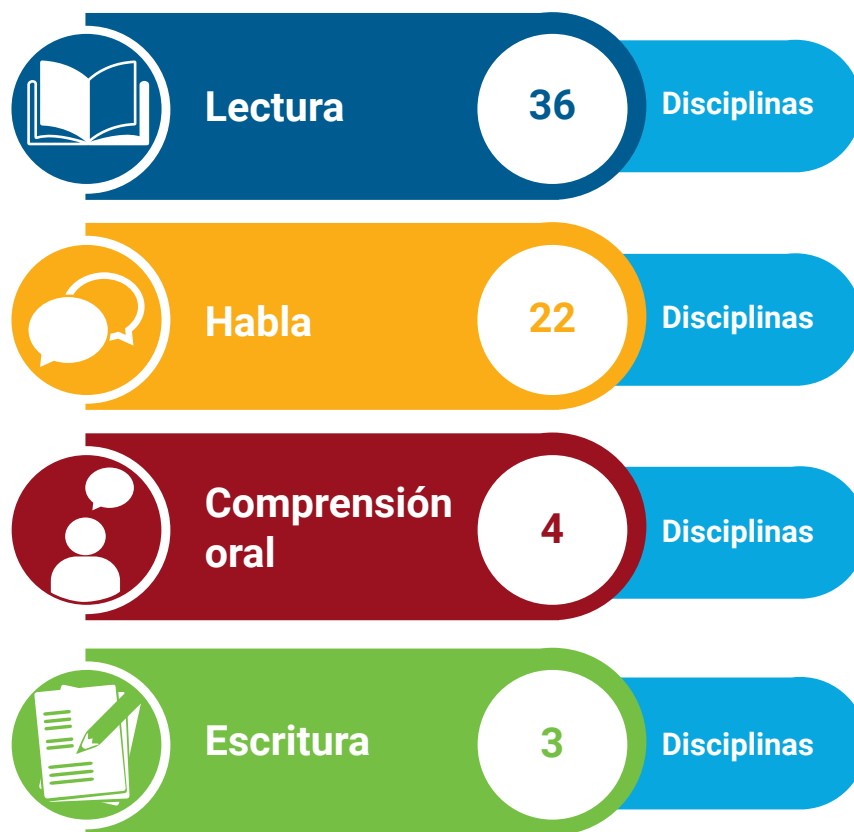 Lectura 36 Disciplinas
Habla 22 Disciplinas
Comprensión
oral 4 Disciplinas
Escritura 3 Disciplinas